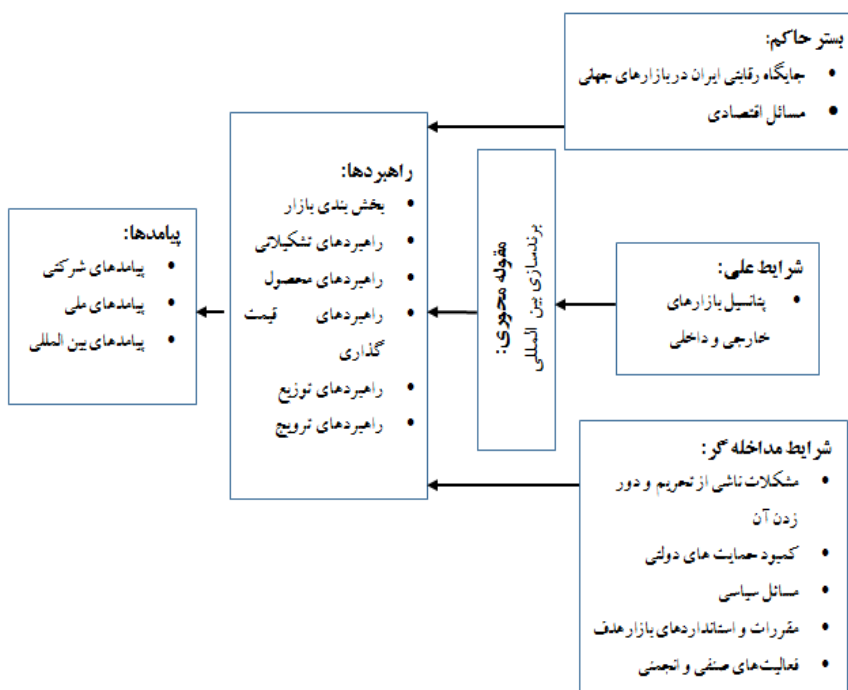 بستر حاکم:
• جایگاه رقابتی ایران در بازارهای جهانی
• مسائل اقتصادی
شرایط علی:
• پتانسیل بازارهای
خارجی و داخلی
شرایط مداخله گر:
• مشکلات ناشی از تحریم و دور
زدن آن
• کمبود حمایت های دولتی
• مسائل سیاسی
• مقررات و استانداردهای بازار هدف
• فعالیت‌های صنفی و انجمنی
مقوله محوری:
برندسازی بین المللی
راهبردها:
• بخش بندی بازار
• راهبردهای تشکیلاتی
• راهبردهای محصول
• راهبردهای قیمت
گذاری
• راهبردهای توزیع
• راهبردهای ترویج
پیامدها:
• پیامدهای شرکتی
• پیامدهای ملی
• پیامدهای بین المللی